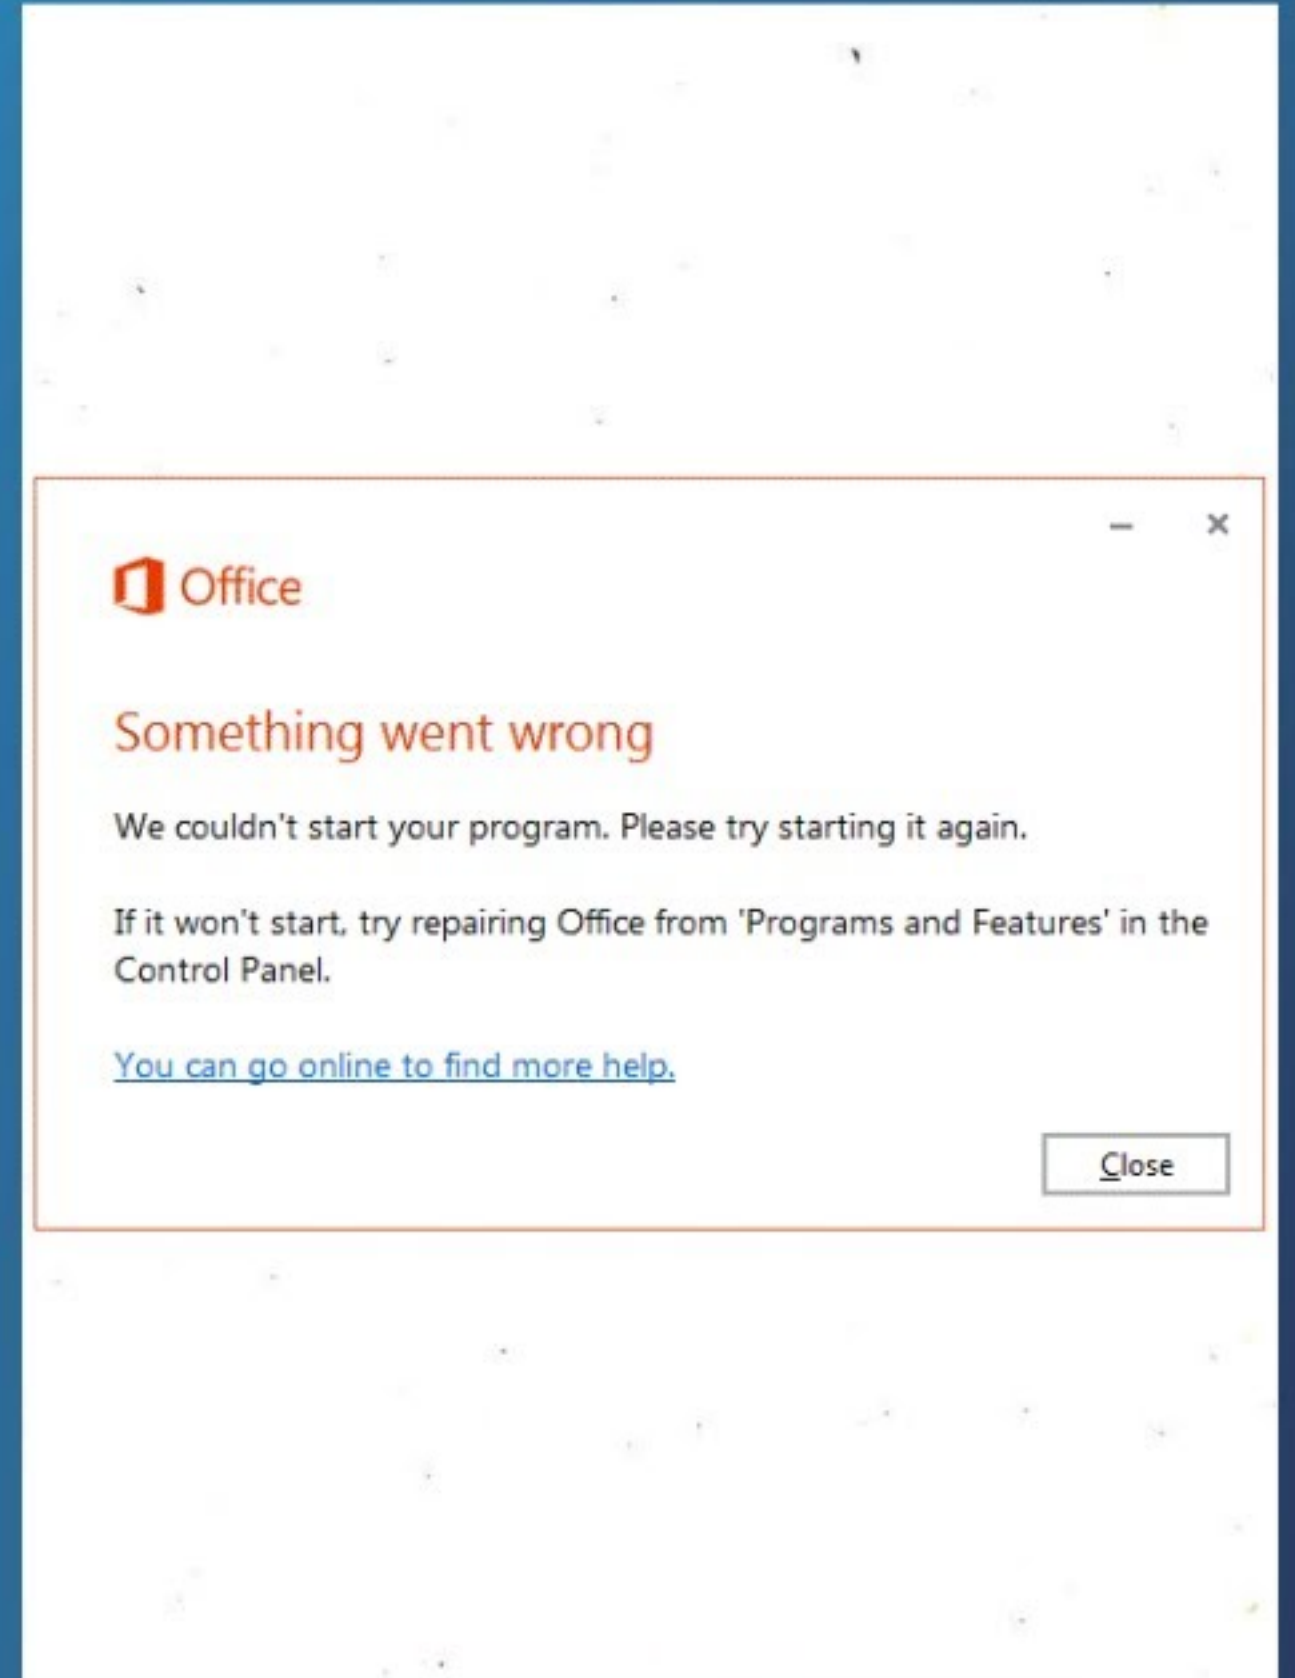 Office
Something went wrong
We couldn't start your program. Please try starting it again.
If it won't start, try repairing Office from 'Programs and Features' in the
Control Panel.
You can go online to find more help.
Close